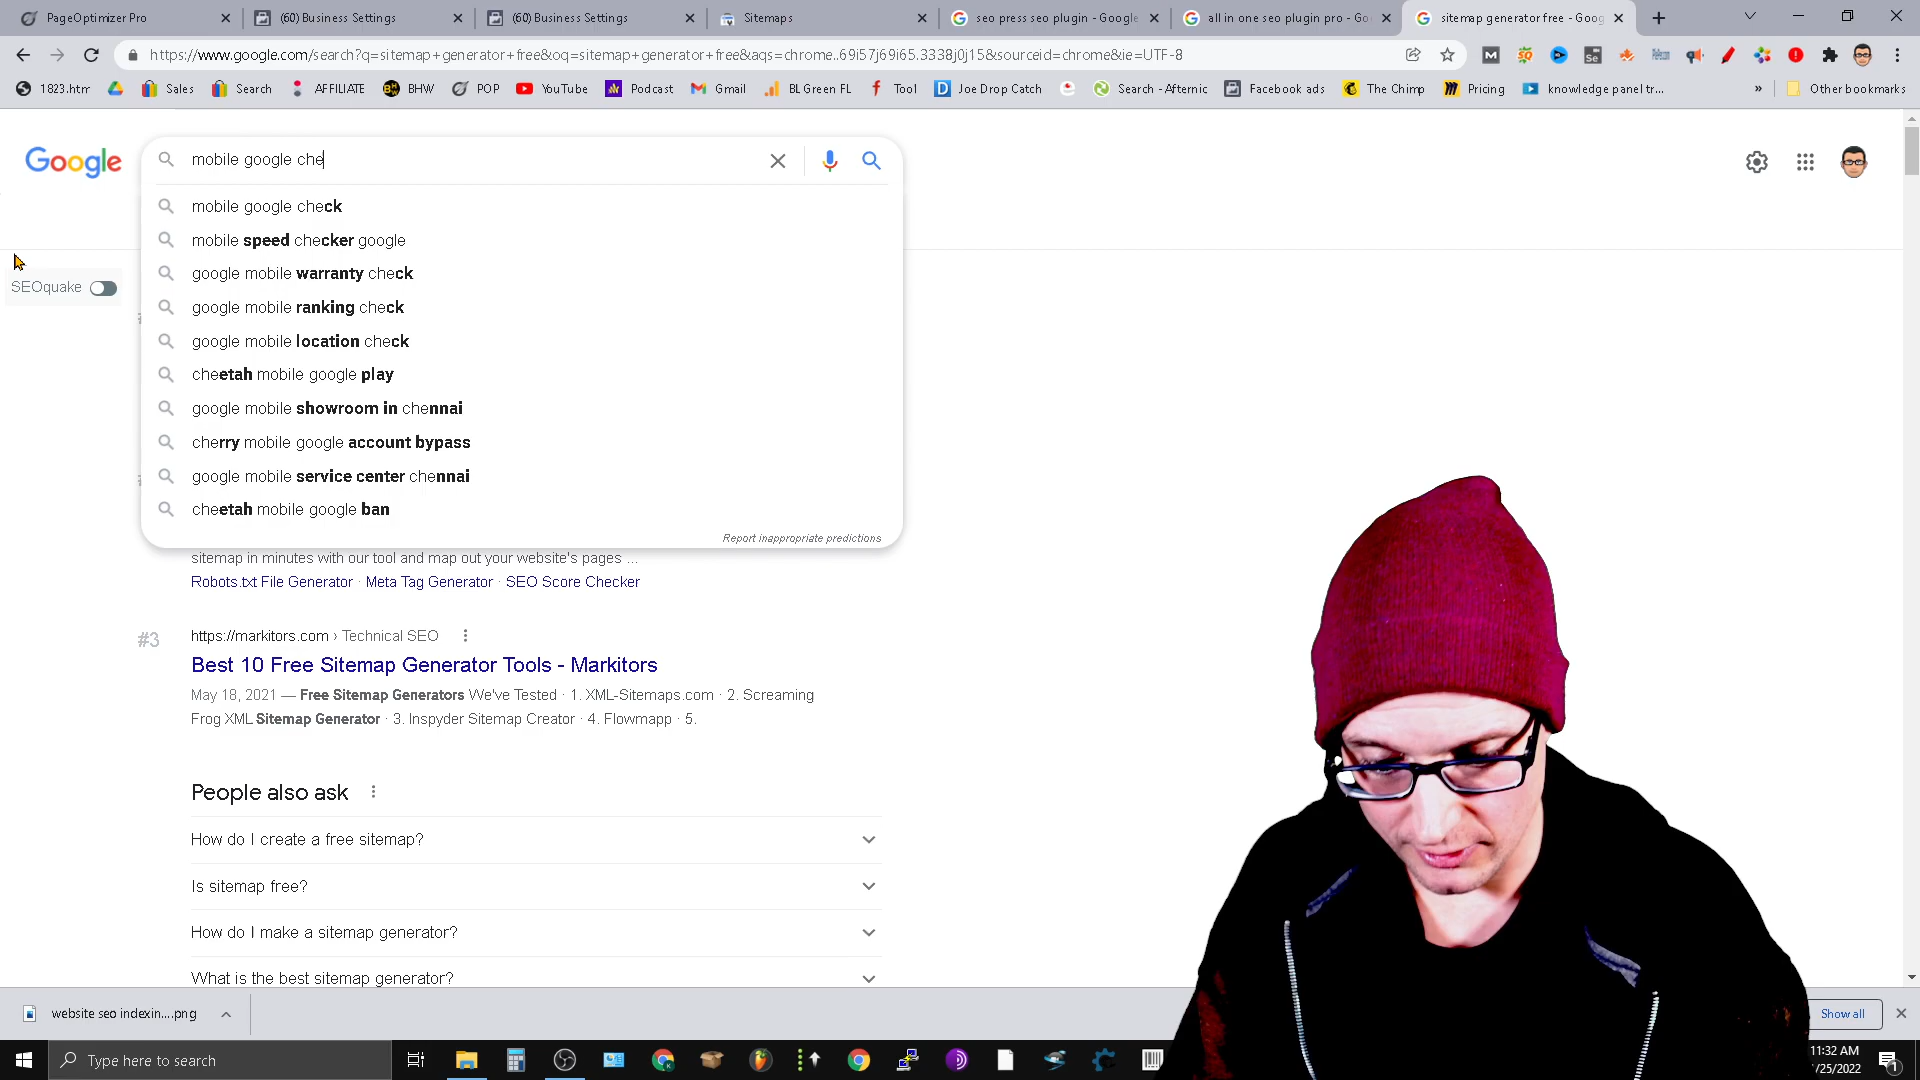 PageOptimizer Pro
(60) Business Settings
(60) Business Settings
Sitemaps
seo press seo plugin - Google
all in one seo plugin pro - Go
sitemap generator free - Goog
https://www.google.com/search?q=sitemap+generator+free&oq=sitemap+generator+free&aqs=chrome..69i57j69i65.3338j0j15&sourceid=chrome&ie=UTF-8
1823.htm
Sales
Search
AFFILIATE
BHW
POP
YouTube
Podcast
Gmail
BL Green FL
Tool
Joe Drop Catch
Search - Afternic
Facebook ads
The Chimp
Pricing
knowledge panel tr...
»
Other bookmarks
Google
mobile google che
mobile google check
mobile speed checker google
google mobile warranty check
google mobile ranking check
google mobile location check
cheetah mobile google play
google mobile showroom in chennai
cherry mobile google account bypass
google mobile service center chennai
cheetah mobile google ban
Report inappropriate predictions
SEOquake
sitemap in minutes with our tool and map out your website's pages ...
Robots.txt File Generator · Meta Tag Generator · SEO Score Checker
#3
https://markitors.com › Technical SEO
Best 10 Free Sitemap Generator Tools - Markitors
May 18, 2021 — Free Sitemap Generators We've Tested · 1. XML-Sitemaps.com · 2. Screaming
Frog XML Sitemap Generator · 3. Inspyder Sitemap Creator · 4. Flowmapp · 5.
People also ask
How do I create a free sitemap?
Is sitemap free?
How do I make a sitemap generator?
What is the best sitemap generator?
website seo indexin....png
Show all
Type here to search
11:32 AM
/25/2022
1